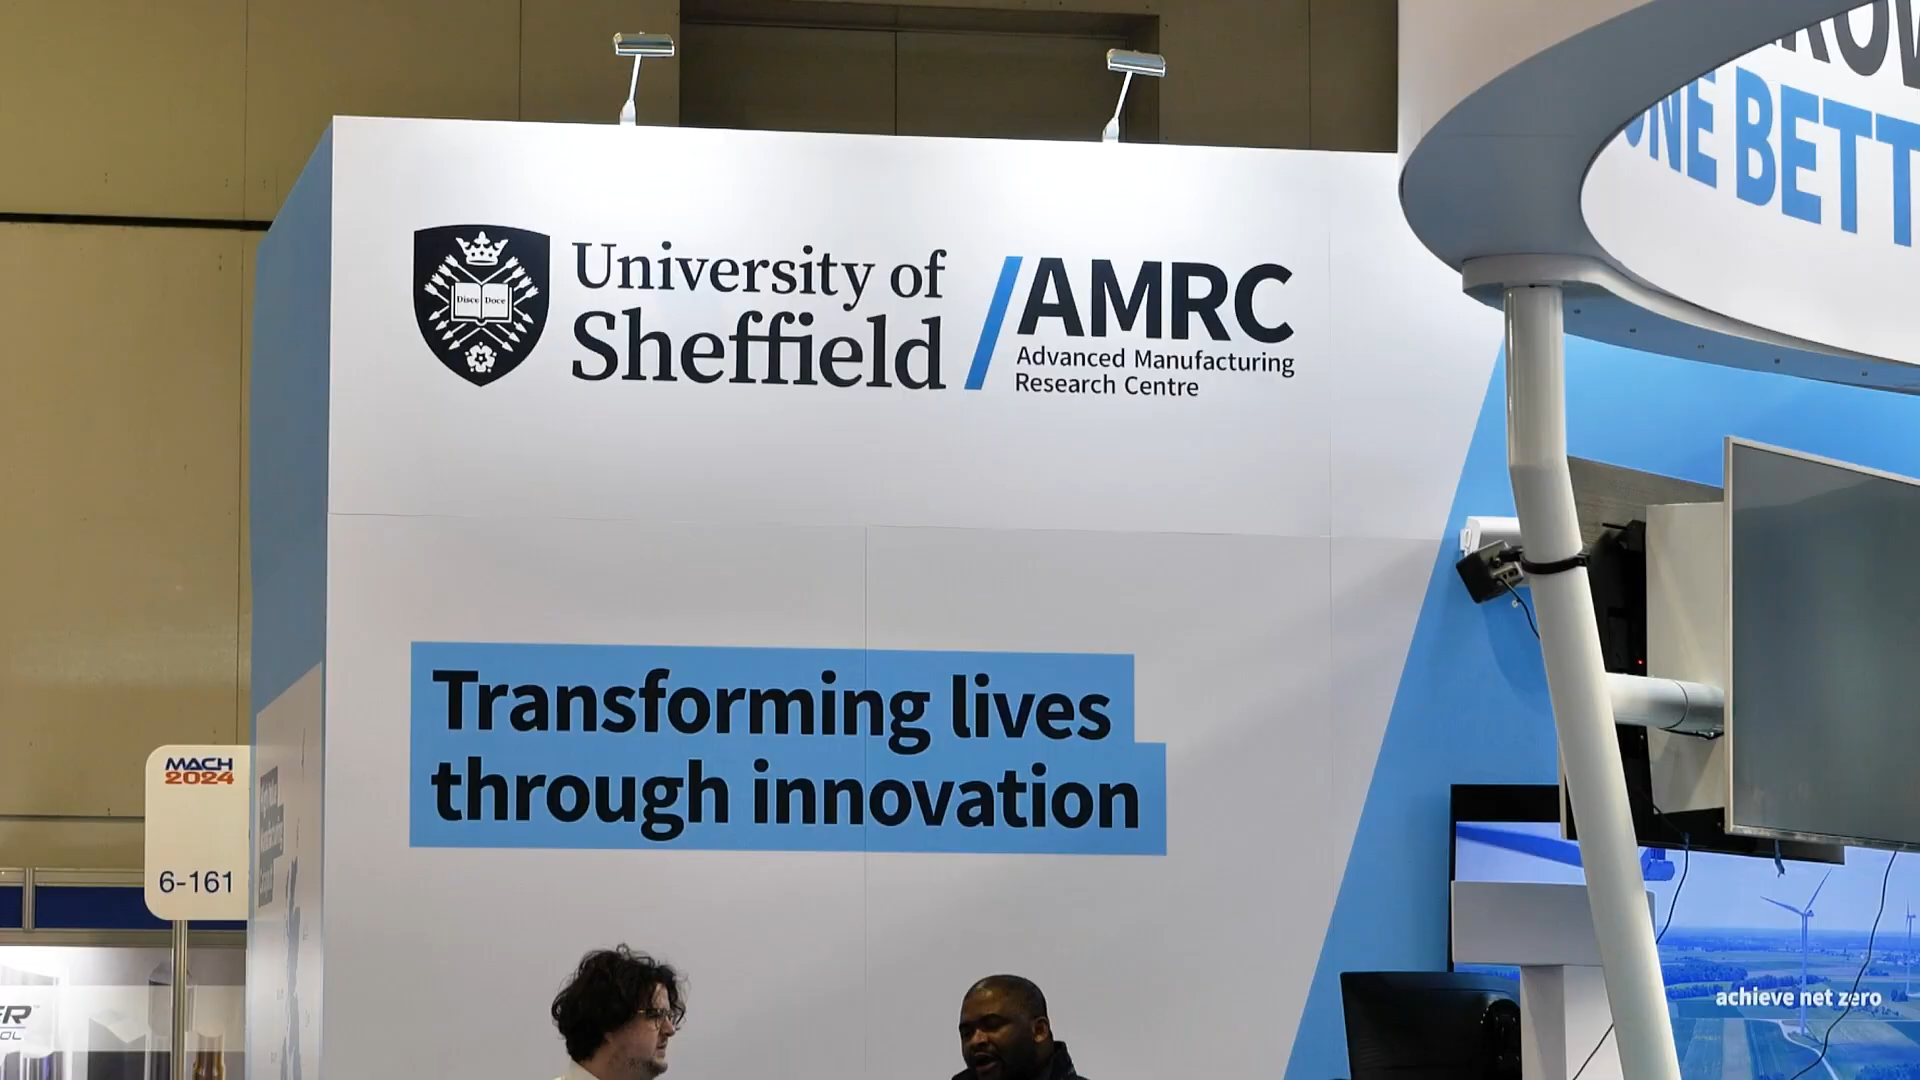 University of
Sheffield
Disce Doce
AMRC
Advanced Manufacturing
Research Centre
ONE BETT
Transforming lives
through innovation
MACH
2024
6-161
achieve net zero